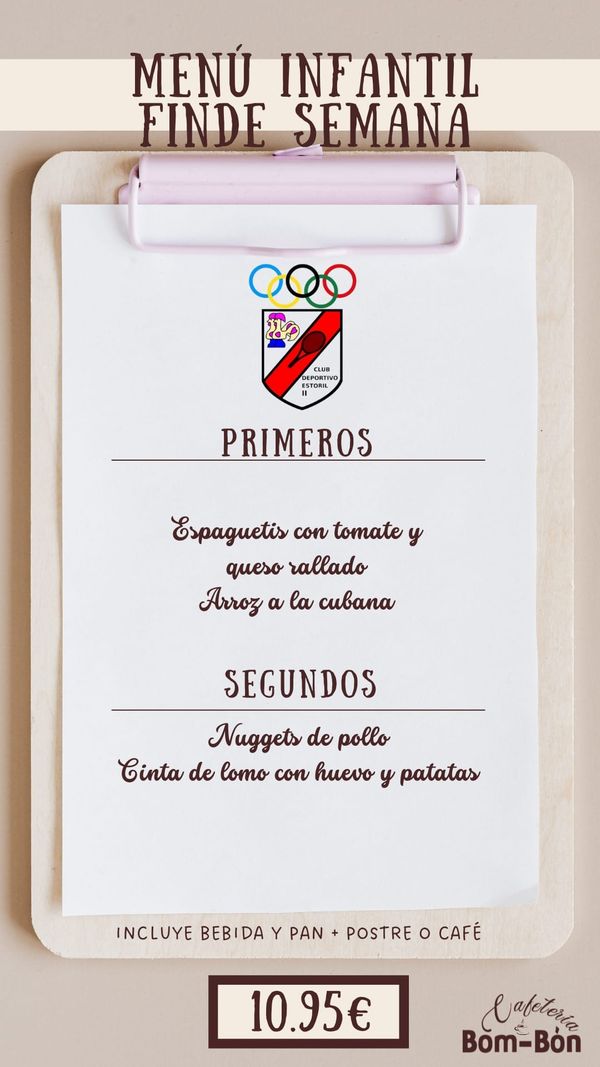 MENÚ INFANTIL
FINDE SEMANA
CLUB
DEPORTIVO
ESTORIL
II
PRIMEROS
Espaguetis con tomate y
queso rallado
Arroz a la cubana
SEGUNDOS
Nuggets de pollo
Cinta de lomo con huevo y patatas
INCLUYE BEBIDA Y PAN + POSTRE O CAFÉ
10.95€
Cafetería
Bom-Bón